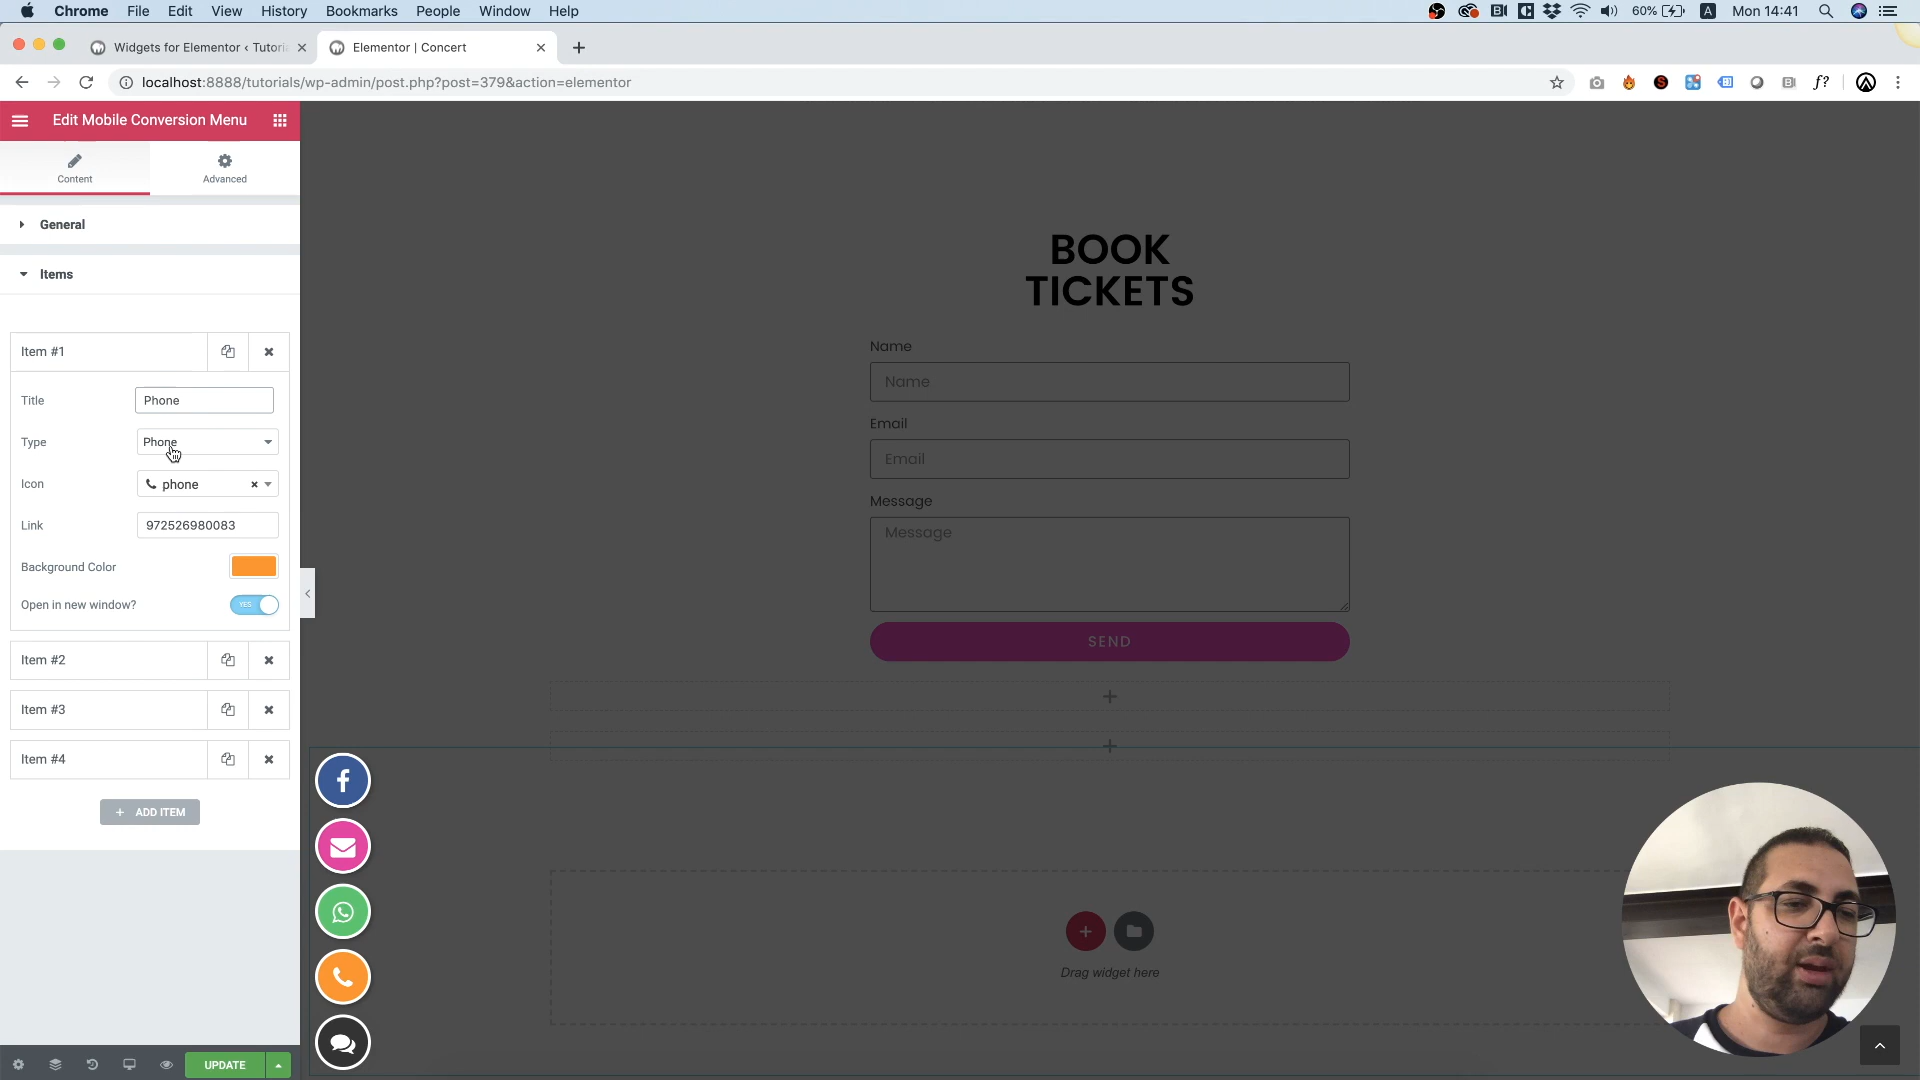 Chrome File Edit View History Bookmarks People Window Help
60% A Mon 14:41
Widgets for Elementor ‹ Tutori
Elementor | Concert
localhost:8888/tutorials/wp-admin/post.php?post=379&action=elementor
f?
Edit Mobile Conversion Menu
Content
Advanced
General
Items
Item #1
Title
Phone
Type
Phone
Icon
phone
Link
972526980083
Background Color
Open in new window?
YES
Item #2
Item #3
Item #4
+ ADD ITEM
UPDATE
BOOK
TICKETS
Name
Name
Email
Email
Message
Message
SEND
Drag widget here